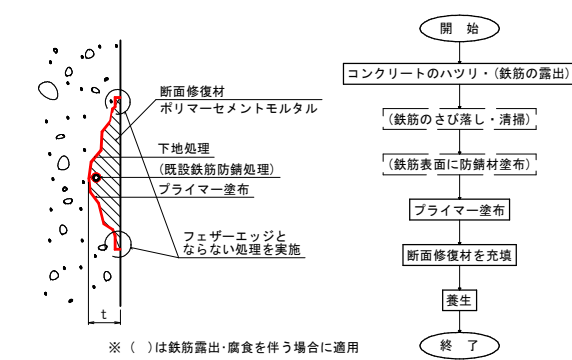 断面修復材
ポリマーセメントモルタル
下地処理
(既設鉄筋防錆処理)
プライマー塗布
フェザーエッジと
ならない処理を実施
t
※ ( )は鉄筋露出・腐食を伴う場合に適用
開 始
コンクリートのハツリ・(鉄筋の露出)
(鉄筋のさび落し・清掃)
(鉄筋表面に防錆材塗布)
プライマー塗布
断面修復材を充填
養生
終 了